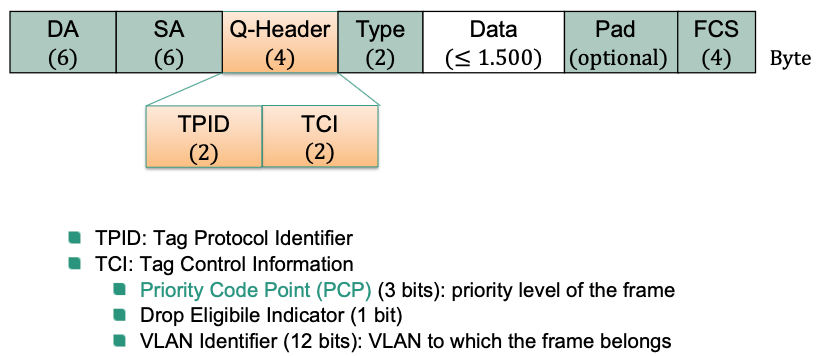 DA SA Q-Header Type Data Pad FCS
(6) (6) (4) (2) (≤ 1.500) (optional) (4) Byte
TPID TCI
(2) (2)
TPID: Tag Protocol Identifier
TCI: Tag Control Information
Priority Code Point (PCP) (3 bits): priority level of the frame
Drop Eligibile Indicator (1 bit)
VLAN Identifier (12 bits): VLAN to which the frame belongs